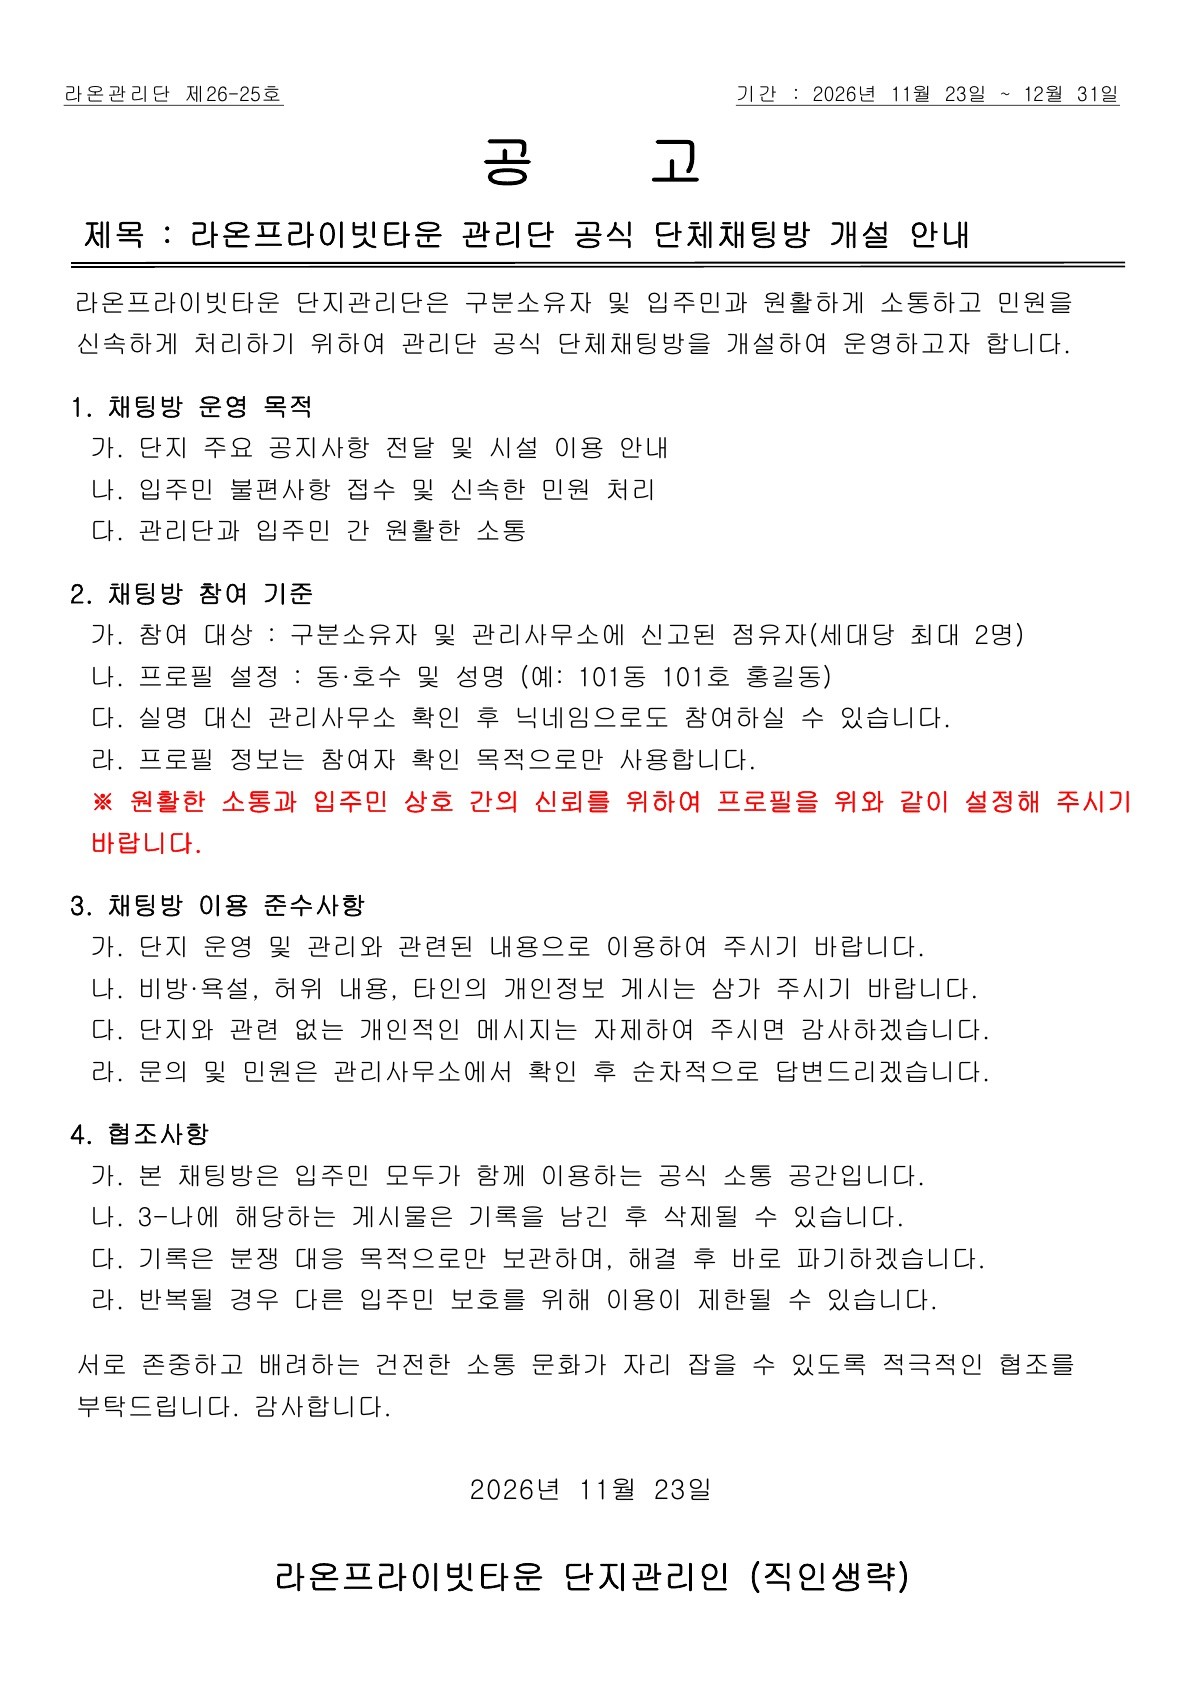 라온관리단 제26-25호
기간 : 2026년 11월 23일 ~ 12월 31일
공 고
제목 : 라온프라이빗타운 관리단 공식 단체채팅방 개설 안내
라온프라이빗타운 단지관리단은 구분소유자 및 입주민과 원활하게 소통하고 민원을
신속하게 처리하기 위하여 관리단 공식 단체채팅방을 개설하여 운영하고자 합니다.
1. 채팅방 운영 목적
가. 단지 주요 공지사항 전달 및 시설 이용 안내
나. 입주민 불편사항 접수 및 신속한 민원 처리
다. 관리단과 입주민 간 원활한 소통
2. 채팅방 참여 기준
가. 참여 대상 : 구분소유자 및 관리사무소에 신고된 점유자(세대당 최대 2명)
나. 프로필 설정 : 동·호수 및 성명 (예: 101동 101호 홍길동)
다. 실명 대신 관리사무소 확인 후 닉네임으로도 참여하실 수 있습니다.
라. 프로필 정보는 참여자 확인 목적으로만 사용합니다.
※ 원활한 소통과 입주민 상호 간의 신뢰를 위하여 프로필을 위와 같이 설정해 주시기
바랍니다.
3. 채팅방 이용 준수사항
가. 단지 운영 및 관리와 관련된 내용으로 이용하여 주시기 바랍니다.
나. 비방·욕설, 허위 내용, 타인의 개인정보 게시는 삼가 주시기 바랍니다.
다. 단지와 관련 없는 개인적인 메시지는 자제하여 주시면 감사하겠습니다.
라. 문의 및 민원은 관리사무소에서 확인 후 순차적으로 답변드리겠습니다.
4. 협조사항
가. 본 채팅방은 입주민 모두가 함께 이용하는 공식 소통 공간입니다.
나. 3-나에 해당하는 게시물은 기록을 남긴 후 삭제될 수 있습니다.
다. 기록은 분쟁 대응 목적으로만 보관하며, 해결 후 바로 파기하겠습니다.
라. 반복될 경우 다른 입주민 보호를 위해 이용이 제한될 수 있습니다.
서로 존중하고 배려하는 건전한 소통 문화가 자리 잡을 수 있도록 적극적인 협조를
부탁드립니다. 감사합니다.
2026년 11월 23일
라온프라이빗타운 단지관리인 (직인생략)